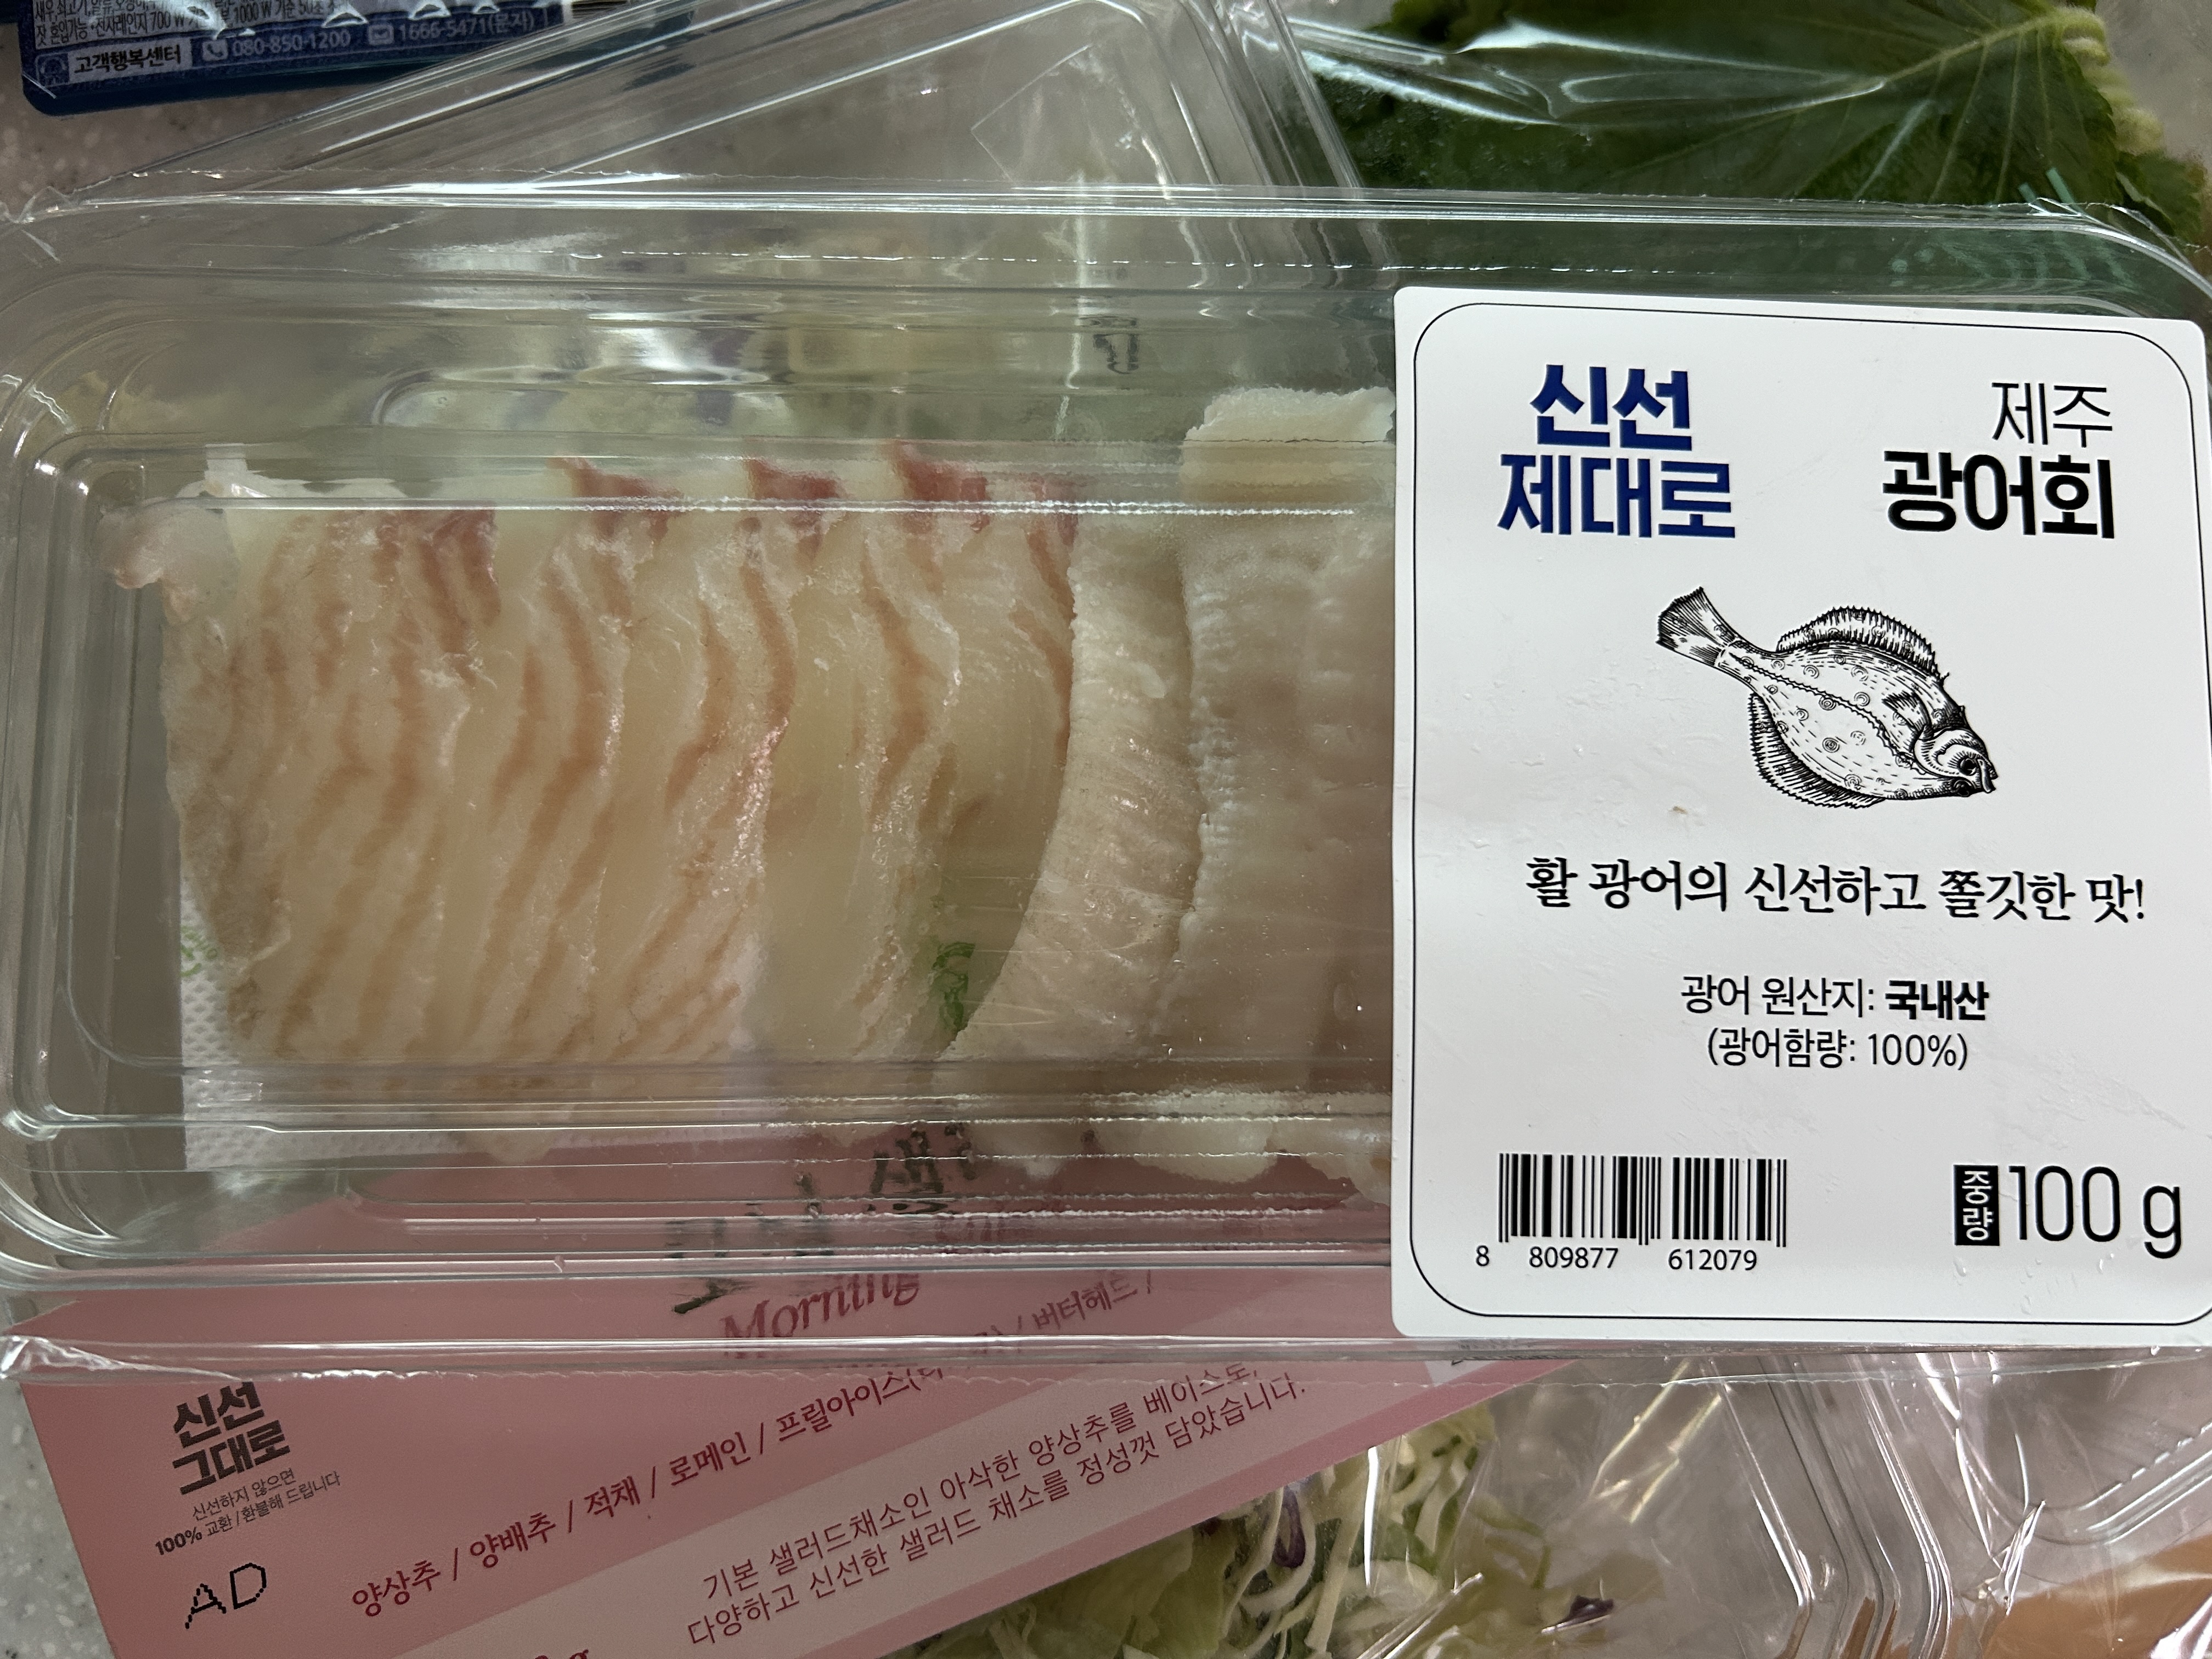 고객행복센터 080-850-1200 1666-5471(문자)
신선
제대로
제주
광어회
활 광어의 신선하고 쫄깃한 맛!
광어 원산지: 국내산
(광어함량: 100%)
8 809877 612079
중량 100 g
Morning
신선
그대로
신선하지 않으면
100% 교환/환불해 드립니다
AD
양상추 / 양배추 / 적채 / 로메인 / 프릴아이스 / 버터헤드 /
기본 샐러드채소인 아삭한 양상추를 베이스로,
다양하고 신선한 샐러드 채소를 정성껏 담았습니다.